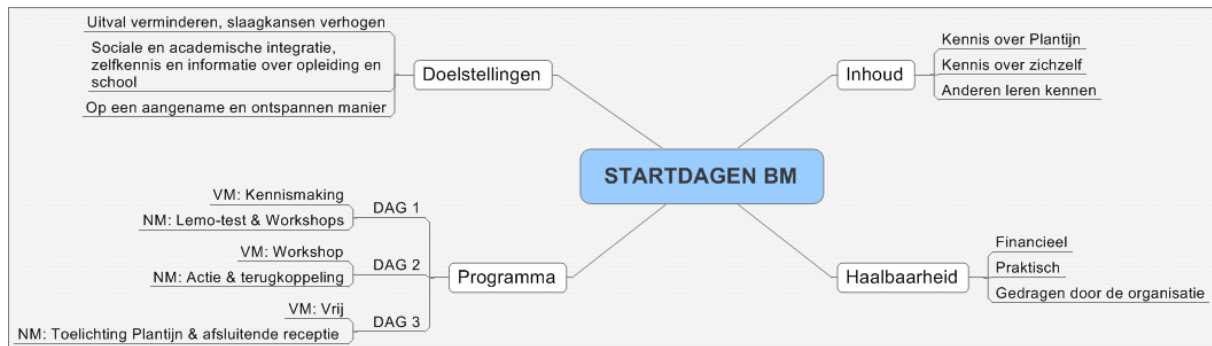 STARTDAGEN BM
Doelstellingen
Uitval verminderen, slaagkansen verhogen
Sociale en academische integratie,
zelfkennis en informatie over opleiding en
school
Op een aangename en ontspannen manier
Inhoud
Kennis over Plantijn
Kennis over zichzelf
Anderen leren kennen
Programma
DAG 1
VM: Kennismaking
NM: Lemo-test & Workshops
DAG 2
VM: Workshop
NM: Actie & terugkoppeling
DAG 3
VM: Vrij
NM: Toelichting Plantijn & afsluitende receptie
Haalbaarheid
Financieel
Praktisch
Gedragen door de organisatie